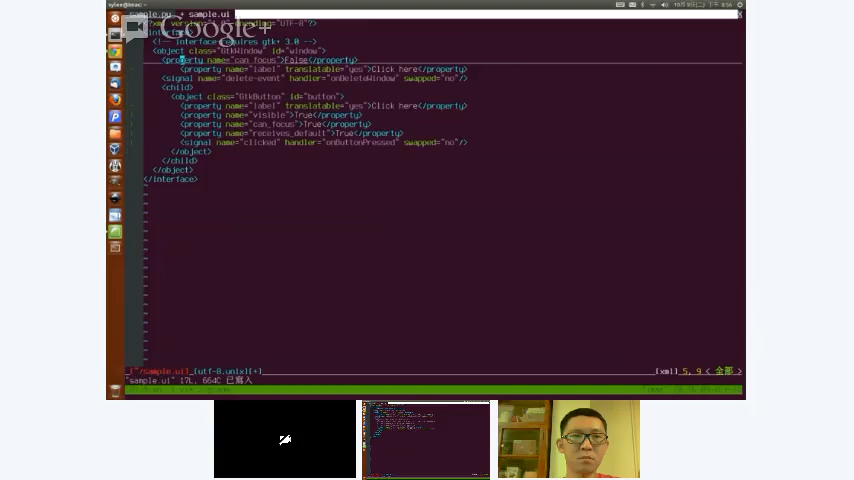 Google+
sample.py + sample.ui X
<?xml version="1.0" encoding="UTF-8"?>
<interface>
<!-- interface-requires gtk+ 3.0 -->
<object class="GtkWindow" id="window">
<property name="can_focus">False</property>
<property name="label" translatable="yes">Click here</property>
<signal name="delete-event" handler="onDeleteWindow" swapped="no"/>
<child>
<object class="GtkButton" id="button">
<property name="label" translatable="yes">Click here</property>
<property name="visible">True</property>
<property name="can_focus">True</property>
<property name="receives_default">True</property>
<signal name="clicked" handler="onButtonPressed" swapped="no"/>
</object>
</child>
</object>
</interface>
[~/sample.ui] [utf-8,unix][+] [xml] 5, 9 < 全部 >
"sample.ui" 17L, 664C 已寫入